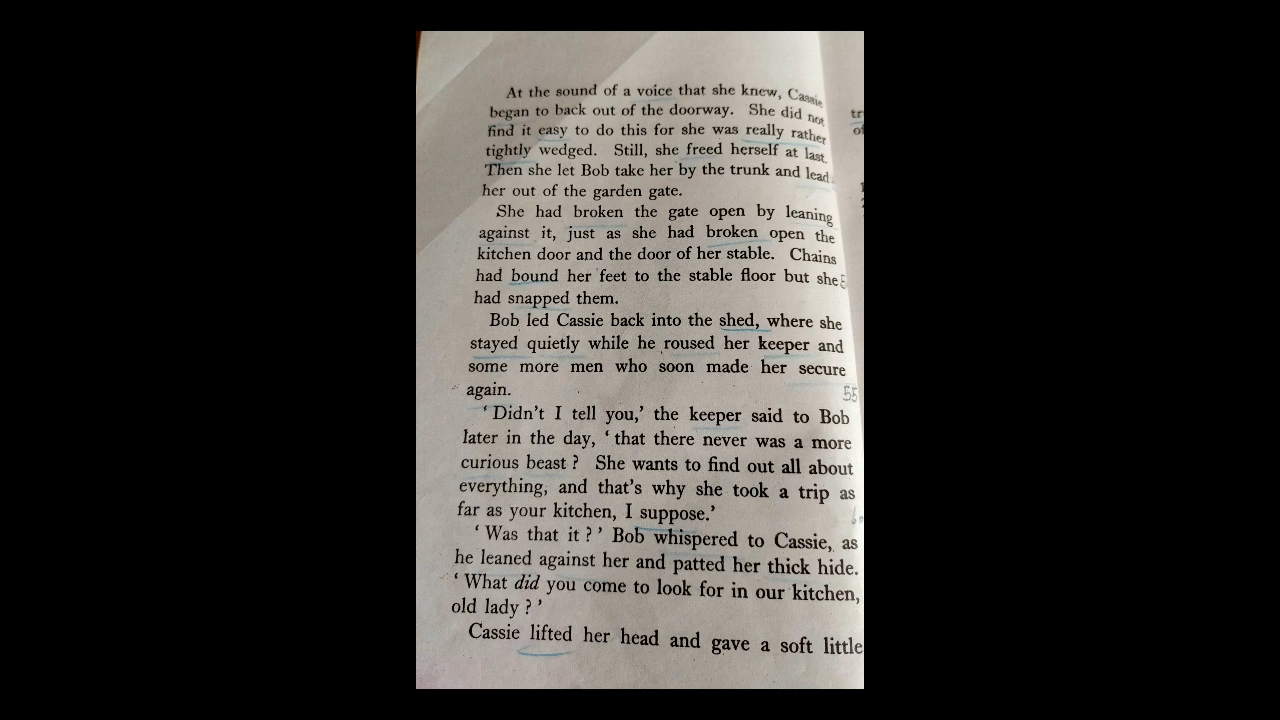 At the sound of a voice that she knew, Cassie
began to back out of the doorway. She did not
find it easy to do this for she was really rather
tightly wedged. Still, she freed herself at last.
Then she let Bob take her by the trunk and lead
her out of the garden gate.
She had broken the gate open by leaning
against it, just as she had broken open the
kitchen door and the door of her stable. Chains
had bound her feet to the stable floor but she
had snapped them.
Bob led Cassie back into the shed, where she
stayed quietly while he roused her keeper and
some more men who soon made her secure
again.
55
‘Didn’t I tell you,’ the keeper said to Bob
later in the day, ‘that there never was a more
curious beast? She wants to find out all about
everything, and that’s why she took a trip as
far as your kitchen, I suppose.’
‘Was that it?’ Bob whispered to Cassie, as
he leaned against her and patted her thick hide.
‘What did you come to look for in our kitchen,
old lady?’
Cassie lifted her head and gave a soft little